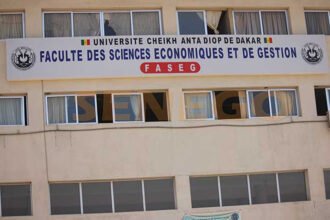 UNIVERSITE CHEIKH ANTA DIOP DE DAKAR
FACULTE DES SCIENCES ECONOMIQUES ET DE GESTION
FASEG